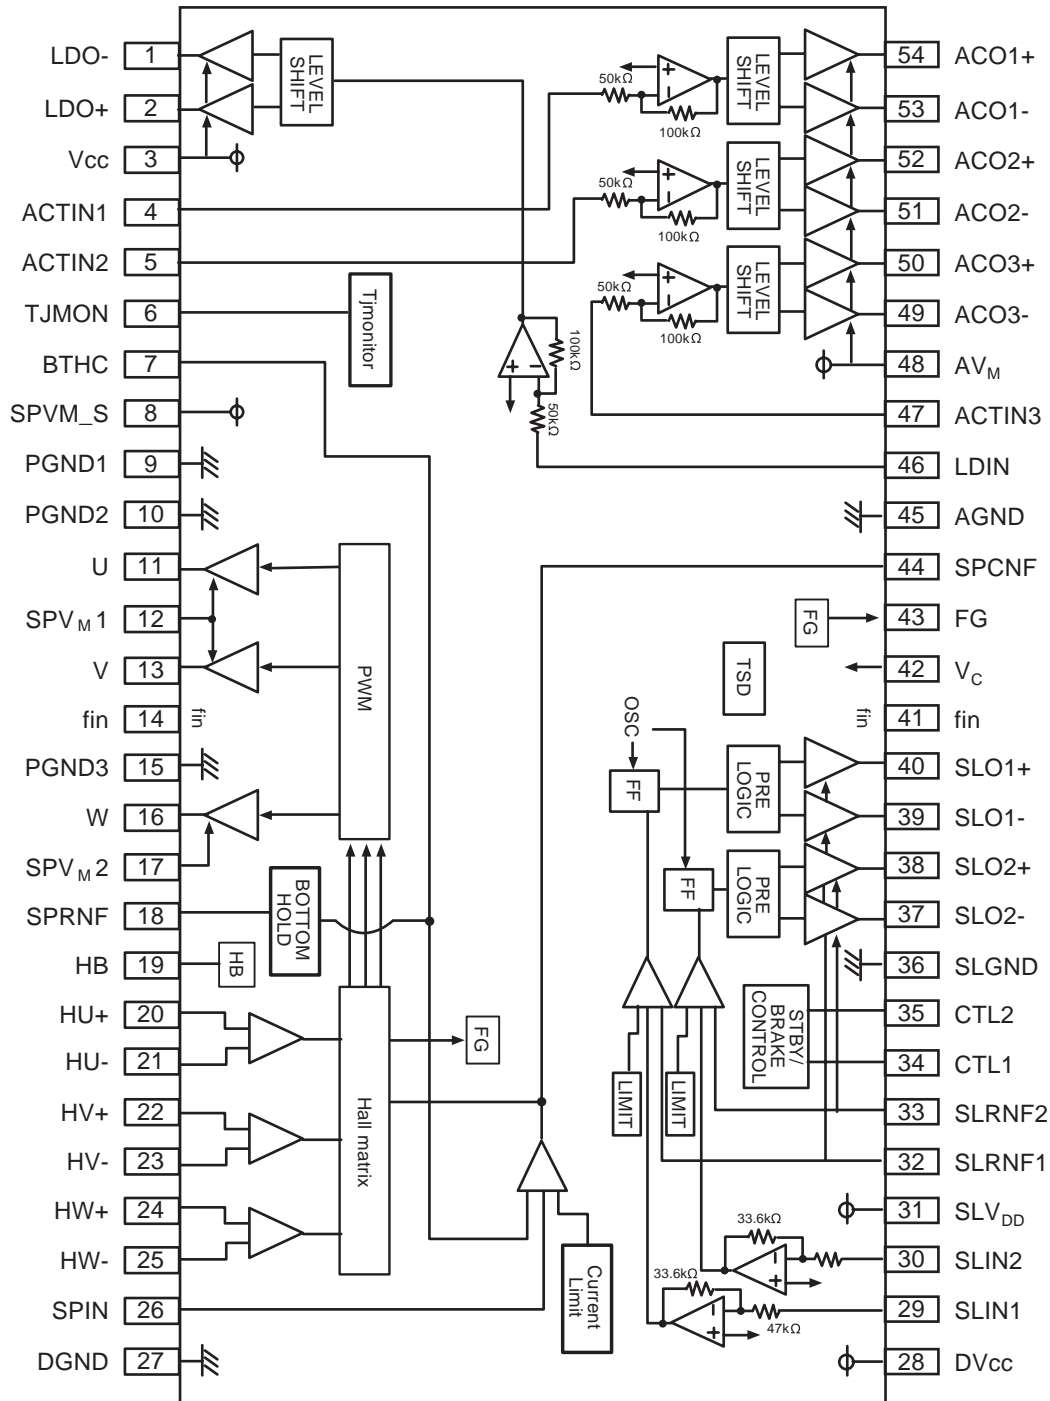 LDO- 1
LDO+ 2
Vcc 3
ACTIN1 4
ACTIN2 5
TJMON 6
BTHC 7
SPVM_S 8
PGND1 9
PGND2 10
U 11
SPVM1 12
V 13
fin 14 fin
PGND3 15
W 16
SPVM2 17
SPRNF 18
HB 19
HU+ 20
HU- 21
HV+ 22
HV- 23
HW+ 24
HW- 25
SPIN 26
DGND 27
LEVEL
SHIFT
Tjmonitor
PWM
BOTTOM
HOLD
HB
FG
Hall matrix
Current
Limit
100kΩ
50kΩ
50kΩ
100kΩ
LEVEL
SHIFT
50kΩ
100kΩ
LEVEL
SHIFT
50kΩ
100kΩ
LEVEL
SHIFT
FG
TSD
OSC
FF
PRE
LOGIC
FF
PRE
LOGIC
LIMIT
LIMIT
STBY/
BRAKE
CONTROL
33.6kΩ
33.6kΩ
47kΩ
54 ACO1+
53 ACO1-
52 ACO2+
51 ACO2-
50 ACO3+
49 ACO3-
48 AVM
47 ACTIN3
46 LDIN
45 AGND
44 SPCNF
43 FG
42 VC
fin 41 fin
40 SLO1+
39 SLO1-
38 SLO2+
37 SLO2-
36 SLGND
35 CTL2
34 CTL1
33 SLRNF2
32 SLRNF1
31 SLVDD
30 SLIN2
29 SLIN1
28 DVcc